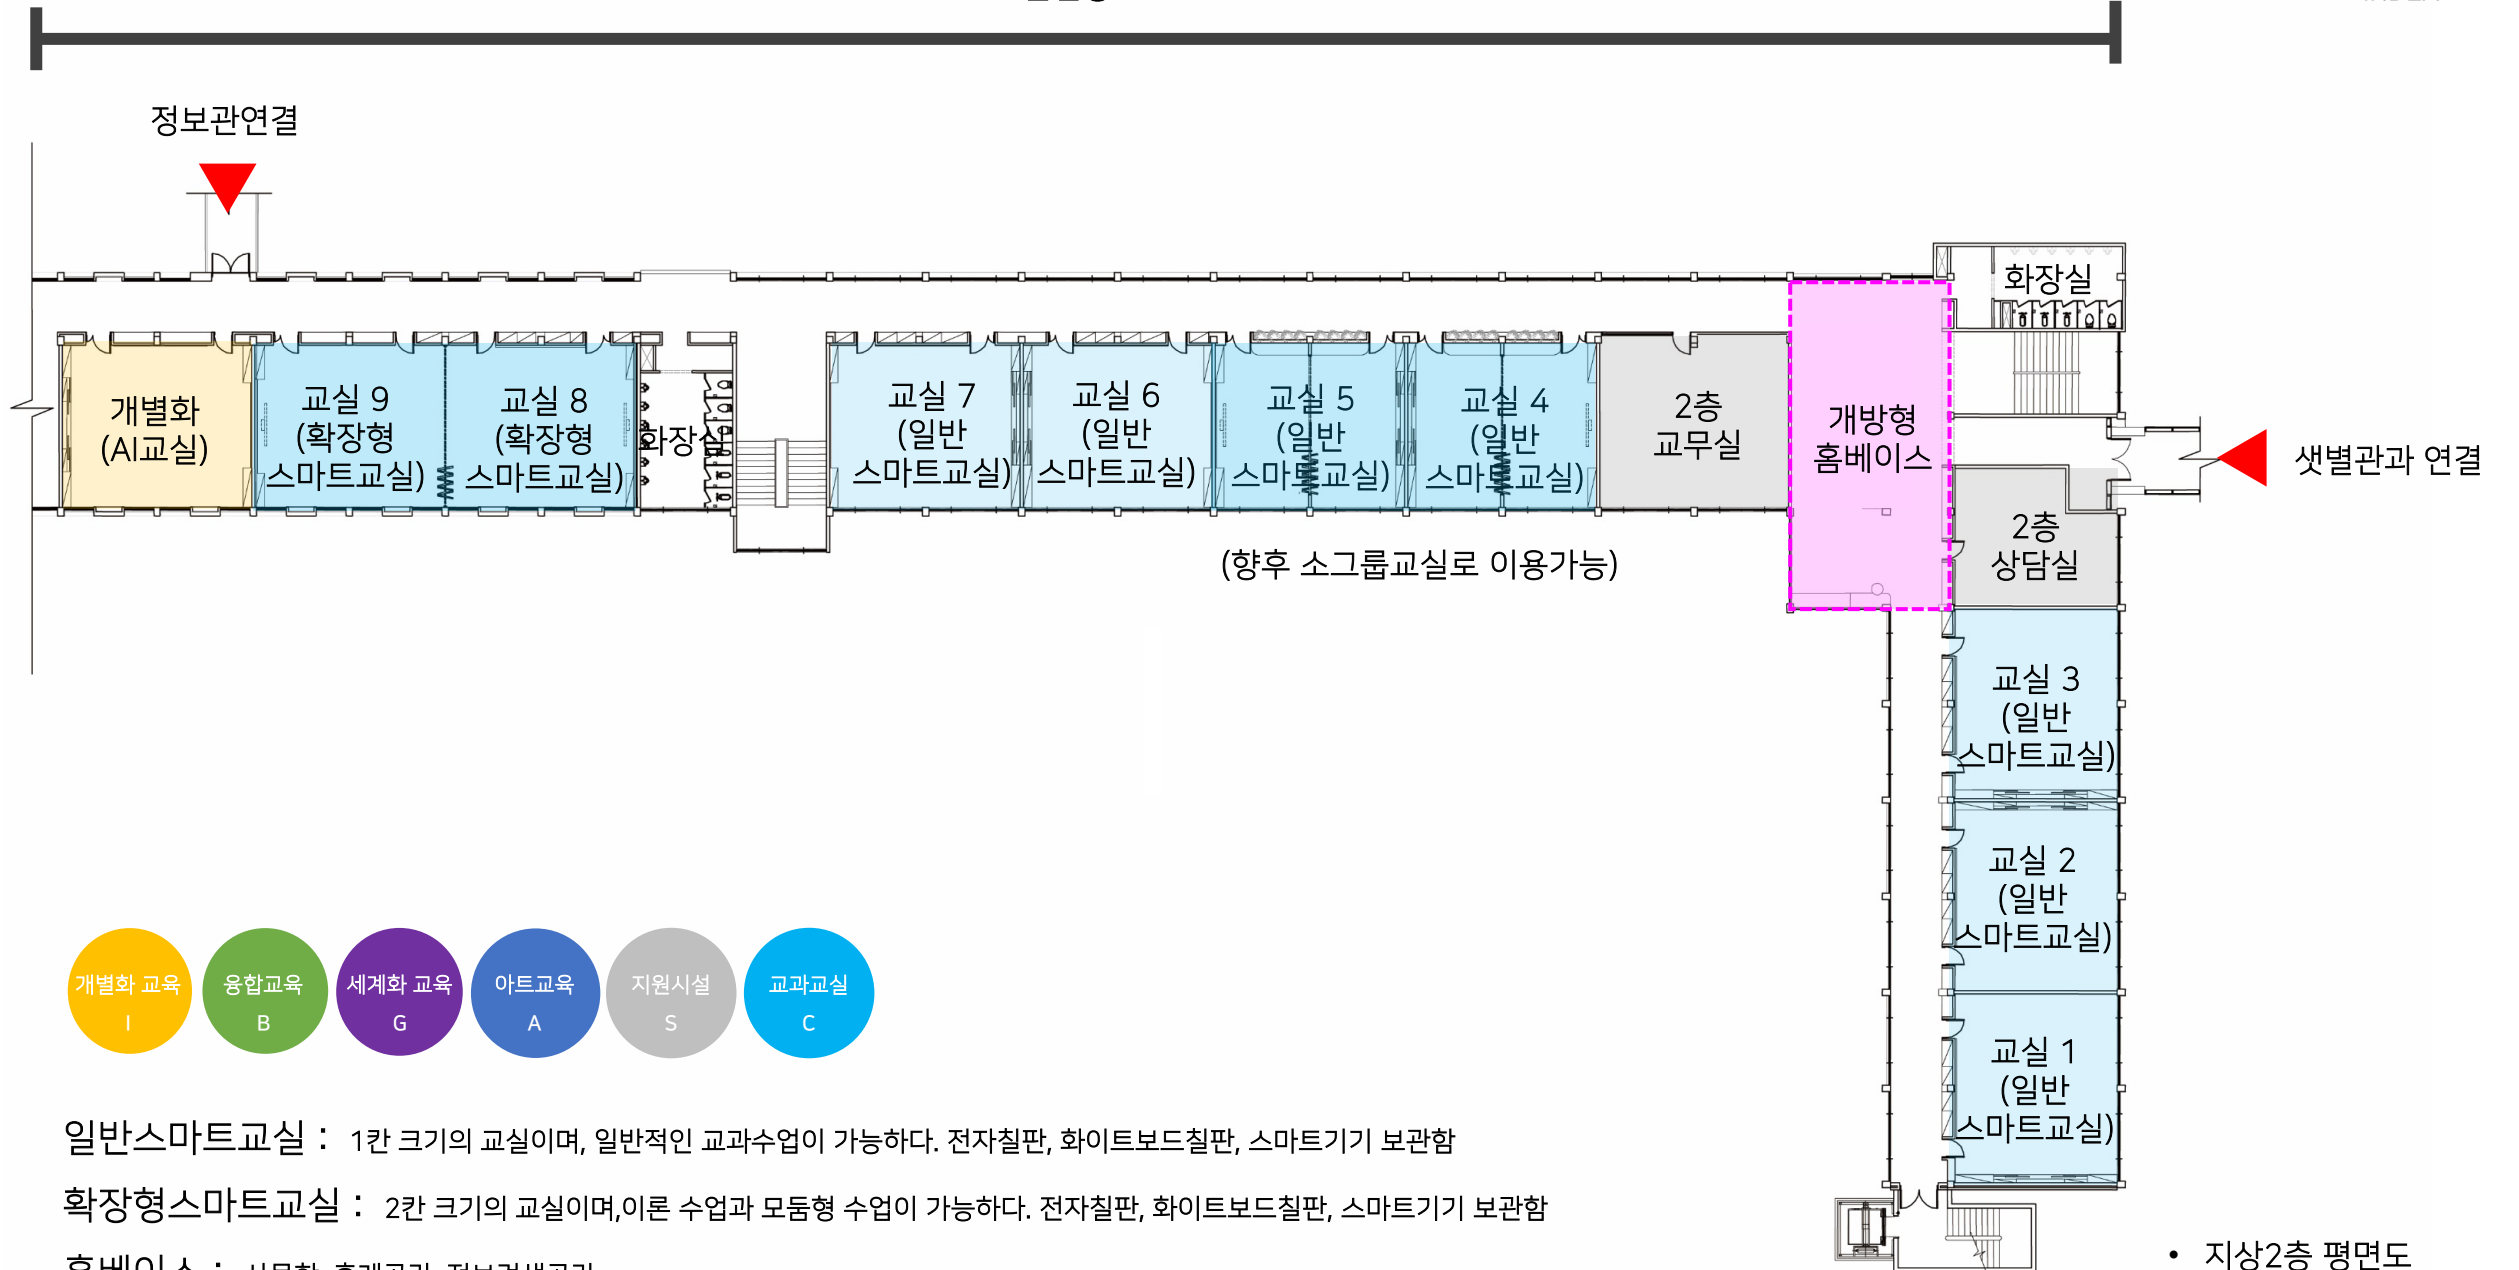 정보관연결
화장실
개별화
(AI교실)
교실 9
(확장형
스마트교실)
교실 8
(확장형
스마트교실)
화장실
교실 7
(일반
스마트교실)
교실 6
(일반
스마트교실)
교실 5
(일반
스마트교실)
교실 4
(일반
스마트교실)
2층
교무실
개방형
홈베이스
샛별관과 연결
2층
상담실
(향후 소그룹교실로 이용가능)
교실 3
(일반
스마트교실)
교실 2
(일반
스마트교실)
교실 1
(일반
스마트교실)
개별화 교육
I
융합교육
B
세계화 교육
G
아트교육
A
지원시설
S
교과교실
C
일반스마트교실 : 1칸 크기의 교실이며, 일반적인 교과수업이 가능하다. 전자칠판, 화이트보드칠판, 스마트기기 보관함
확장형스마트교실 : 2칸 크기의 교실이며,이론 수업과 모둠형 수업이 가능하다. 전자칠판, 화이트보드칠판, 스마트기기 보관함
홈베이스 :
• 지상2층 평면도